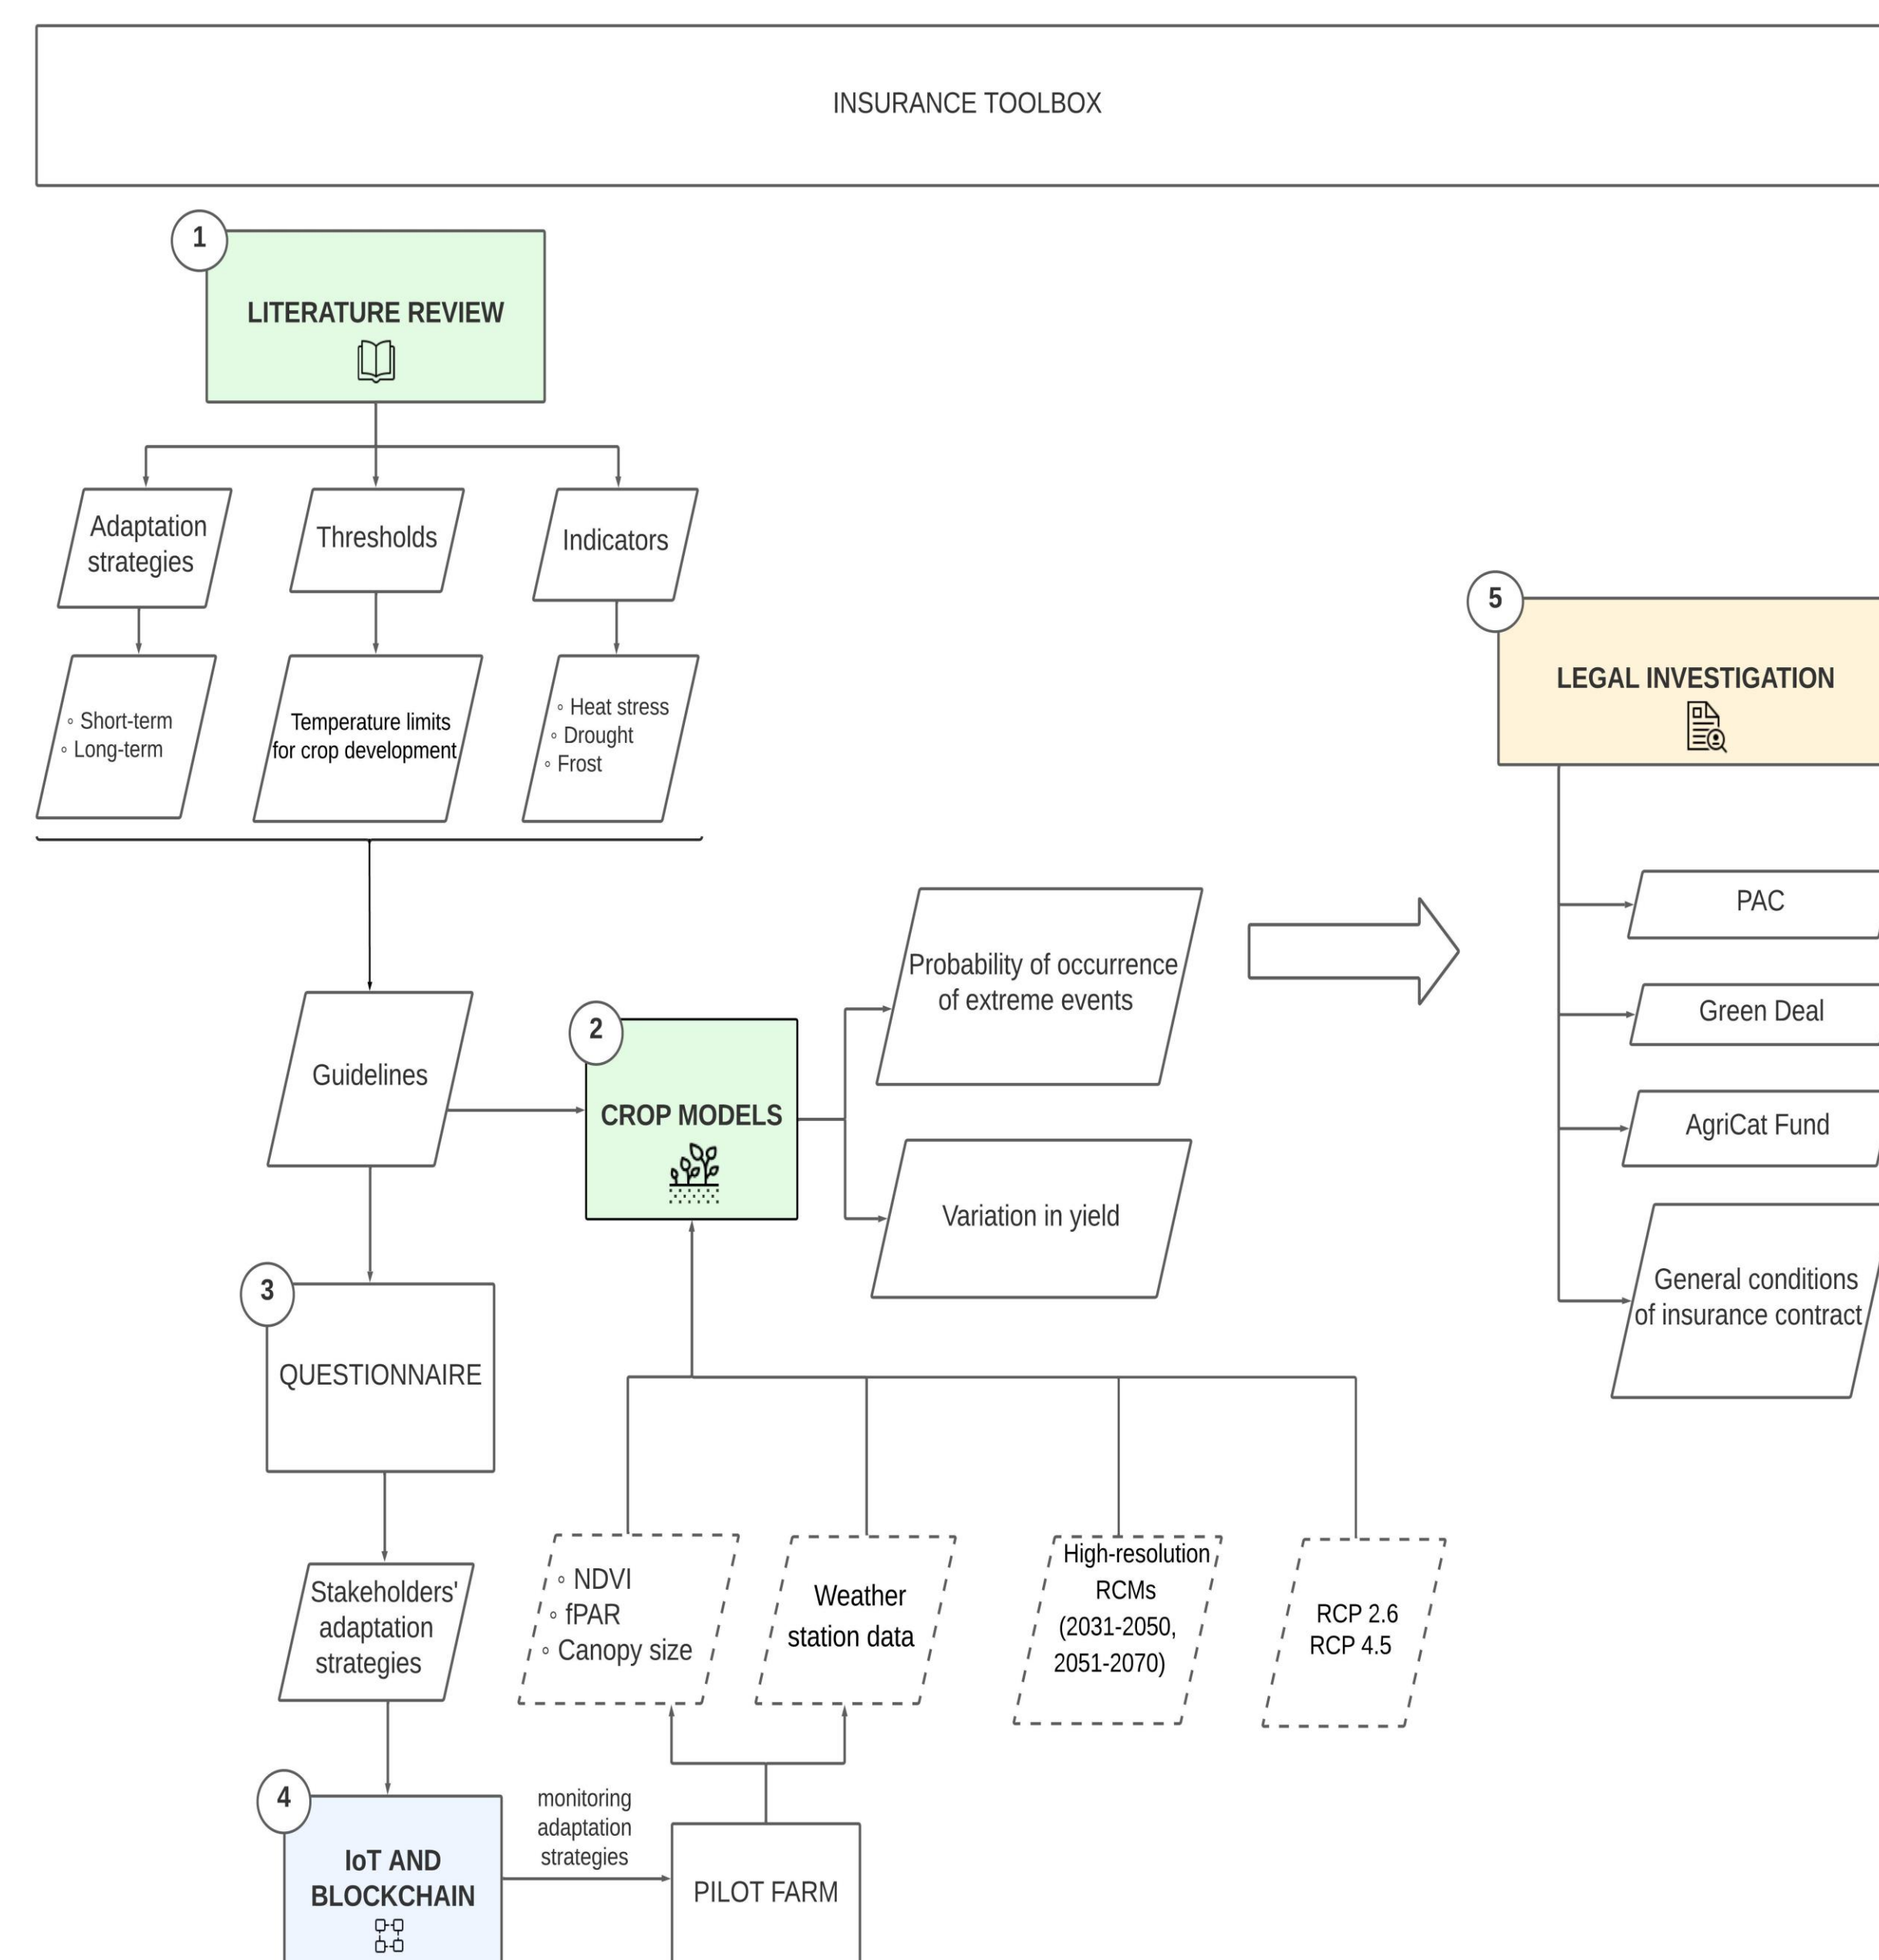 INSURANCE TOOLBOX
1
LITERATURE REVIEW
Adaptation
strategies
Thresholds
Indicators
◦ Short-term
◦ Long-term
Temperature limits
for crop development
◦ Heat stress
◦ Drought
◦ Frost
5
LEGAL INVESTIGATION
PAC
Green Deal
AgriCat Fund
General conditions
of insurance contract
Guidelines
2
CROP MODELS
Probability of occurrence
of extreme events
Variation in yield
3
QUESTIONNAIRE
Stakeholders'
adaptation
strategies
◦ NDVI
◦ fPAR
◦ Canopy size
Weather
station data
High-resolution
RCMs
(2031-2050,
2051-2070)
RCP 2.6
RCP 4.5
4
IoT AND
BLOCKCHAIN
monitoring
adaptation
strategies
PILOT FARM